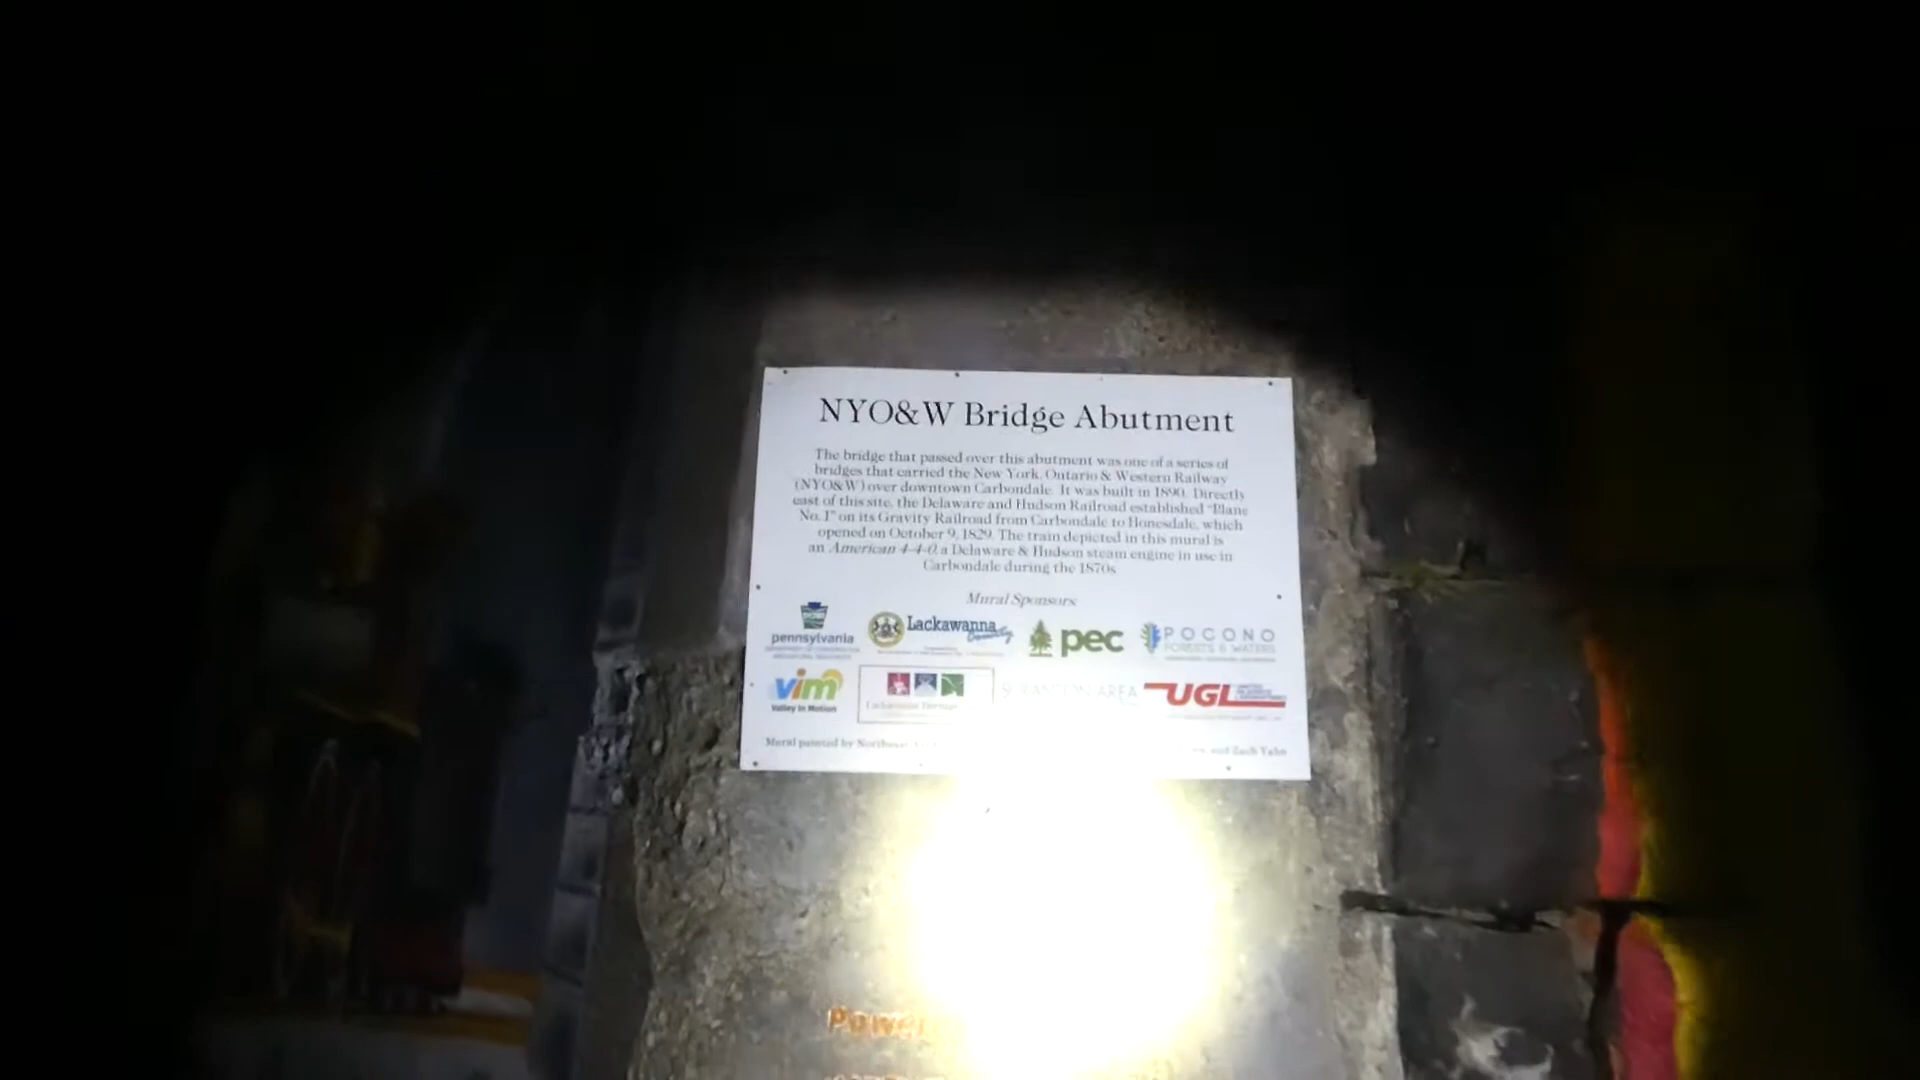 NYO&W Bridge Abutment
The bridge that passed over this abutment was one of a series of
bridges that carried the New York, Ontario & Western Railway
(NYO&W) over downtown Carbondale. It was built in 1890. Directly
east of this site, the Delaware and Hudson Railroad established "Plane
No. 1" on its Gravity Railroad from Carbondale to Honesdale, which
opened on October 9, 1829. The train depicted in this mural is
an American 4-4-0, a Delaware & Hudson steam engine in use in
Carbondale during the 1870s.
Mural Sponsors
pennsylvania
Lackawanna
County
pec
POCONO
FORESTS & WATERS
vim
Valley In Motion
Lackawanna Heritage
SCRANTON AREA
UGL
Mural painted by
and Zach Yahn